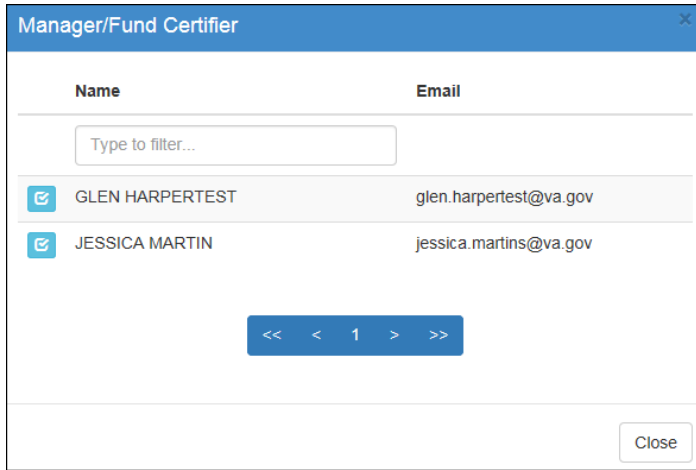 Manager/Fund Certifier ×
Name Email
Type to filter...
GLEN HARPERTEST glen.harpertest@va.gov
JESSICA MARTIN jessica.martins@va.gov
<< < 1 > >>
Close